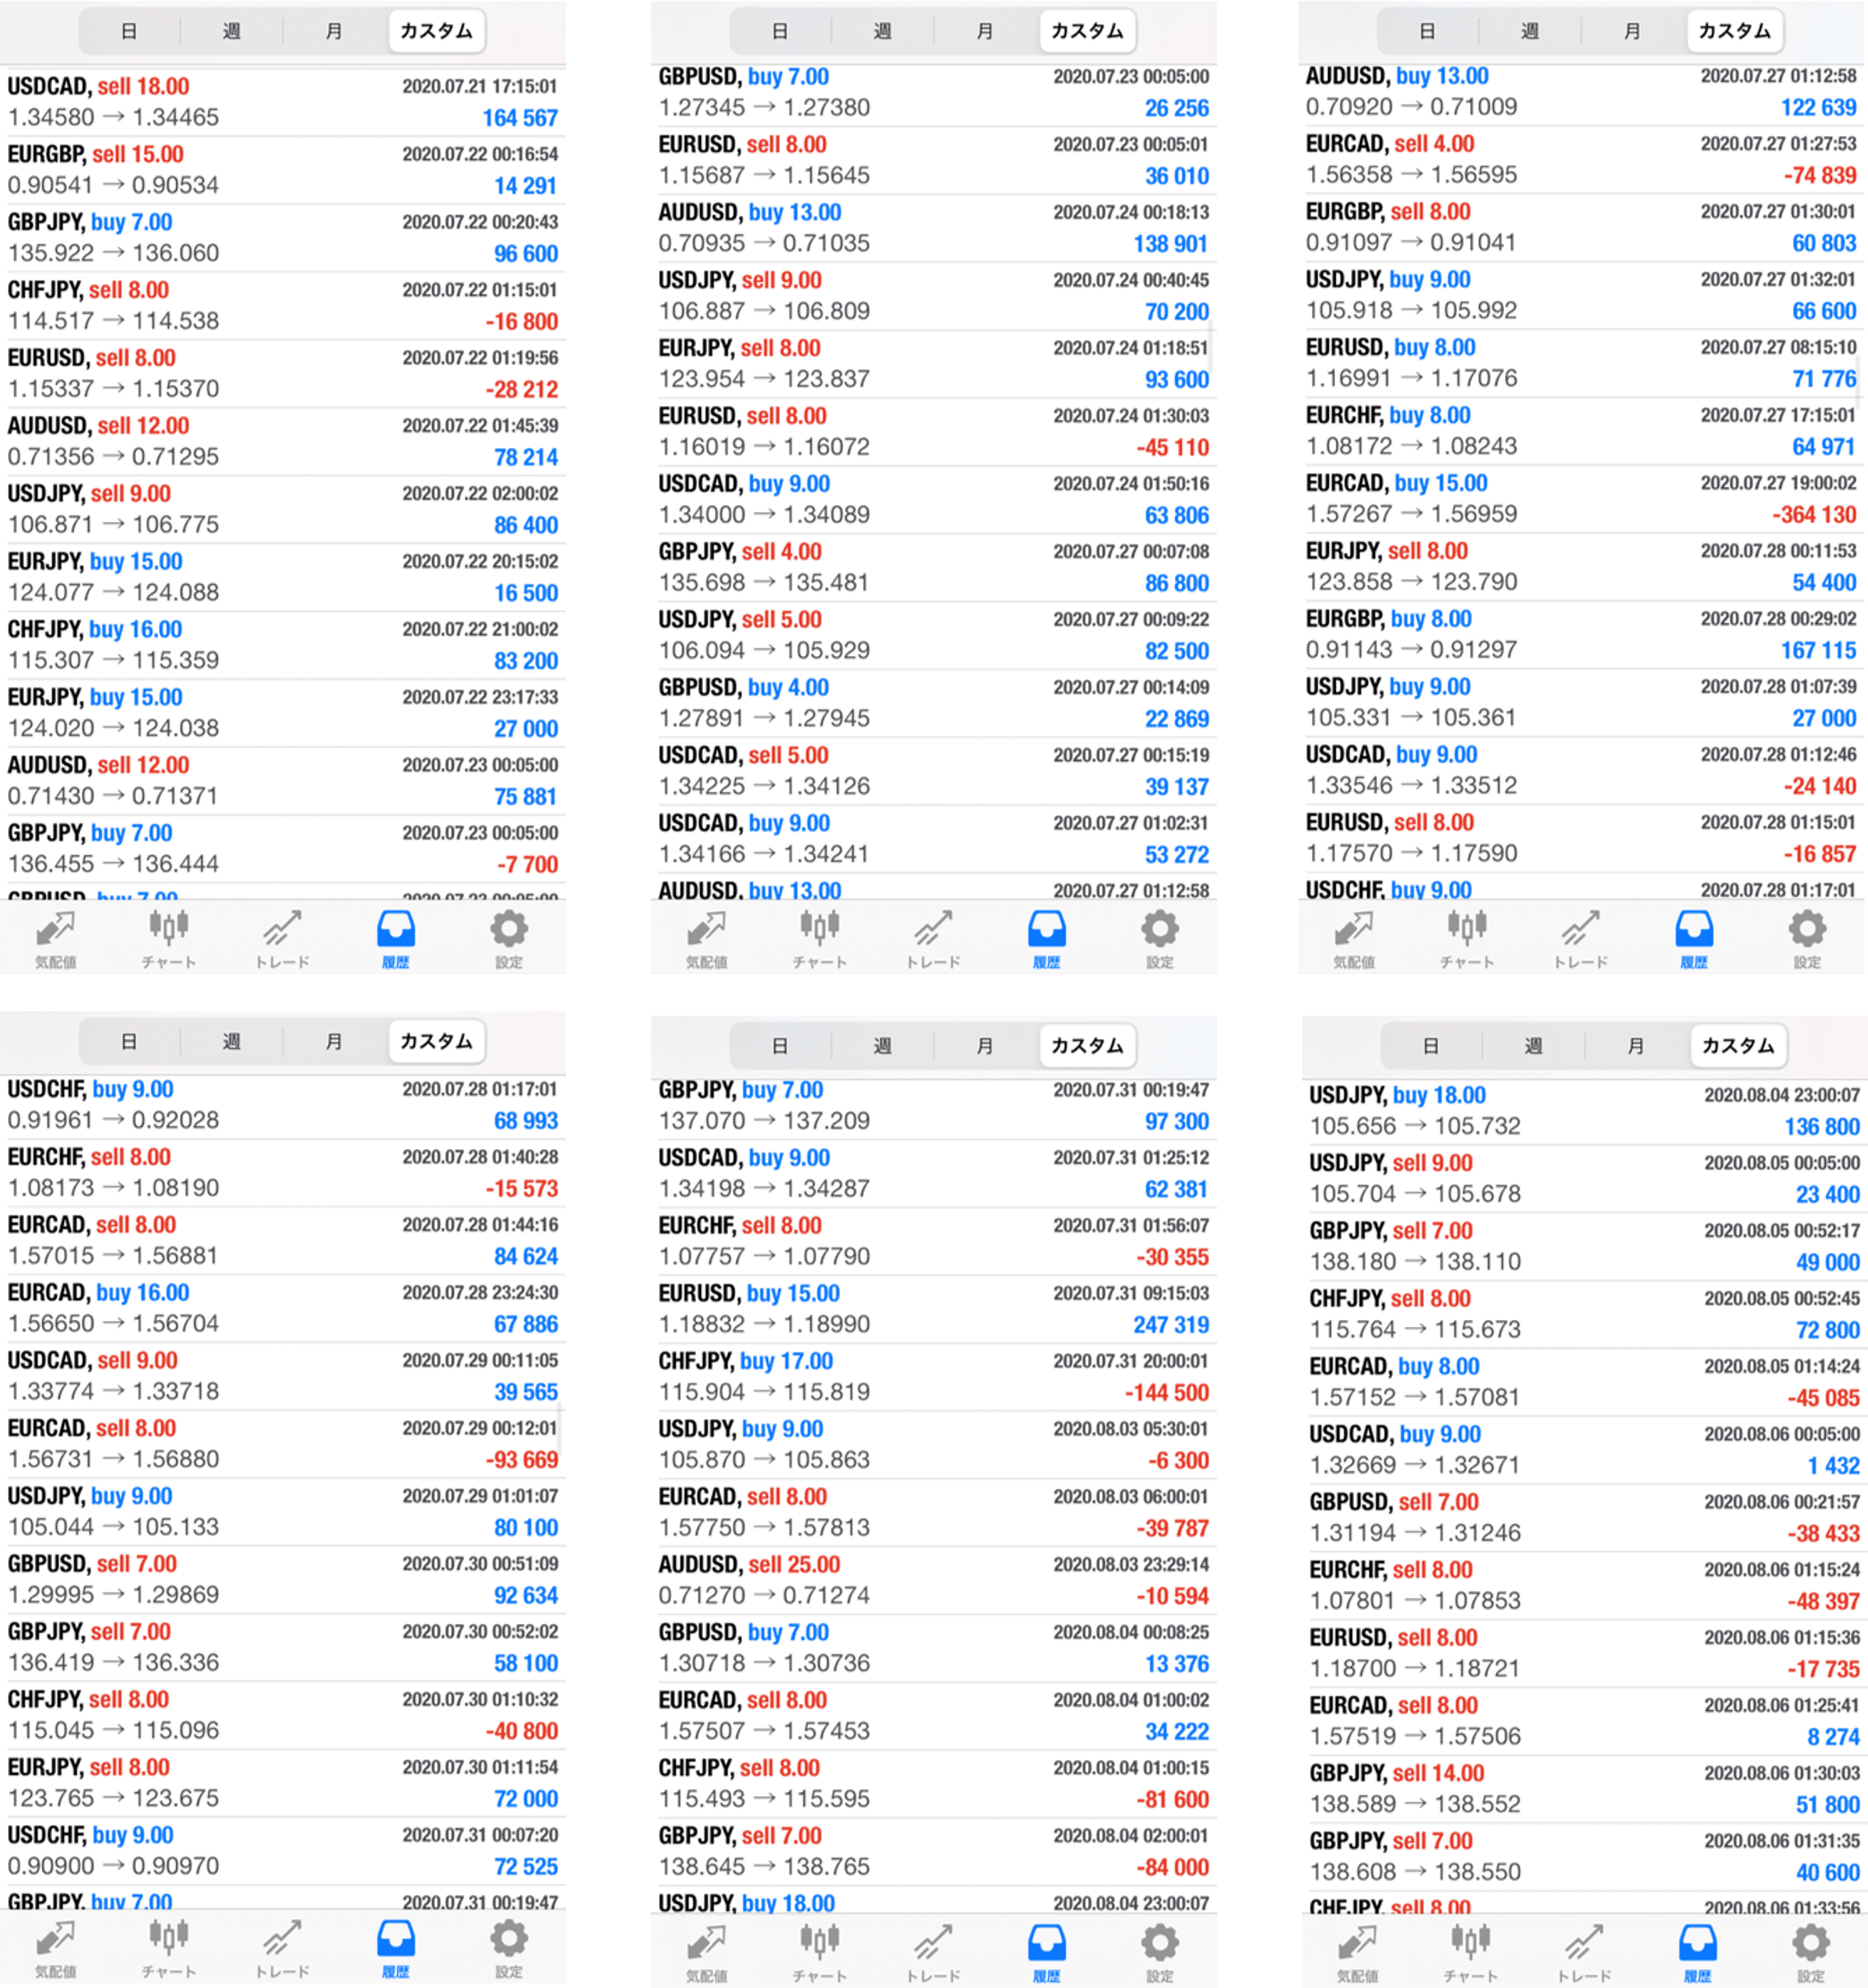 日 週 月 カスタム
USDCAD, sell 18.00 2020.07.21 17:15:01
1.34580 → 1.34465 164 567
EURGBP, sell 15.00 2020.07.22 00:16:54
0.90541 → 0.90534 14 291
GBPJPY, buy 7.00 2020.07.22 00:20:43
135.922 → 136.060 96 600
CHFJPY, sell 8.00 2020.07.22 01:15:01
114.517 → 114.538 -16 800
EURUSD, sell 8.00 2020.07.22 01:19:56
1.15337 → 1.15370 -28 212
AUDUSD, sell 12.00 2020.07.22 01:45:39
0.71356 → 0.71295 78 214
USDJPY, sell 9.00 2020.07.22 02:00:02
106.871 → 106.775 86 400
EURJPY, buy 15.00 2020.07.22 20:15:02
124.077 → 124.088 16 500
CHFJPY, buy 16.00 2020.07.22 21:00:02
115.307 → 115.359 83 200
EURJPY, buy 15.00 2020.07.22 23:17:33
124.020 → 124.038 27 000
AUDUSD, sell 12.00 2020.07.23 00:05:00
0.71430 → 0.71371 75 881
GBPJPY, buy 7.00 2020.07.23 00:05:00
136.455 → 136.444 -7 700
GBPUSD, buy 7.00 2020.07.23 00:05:00
気配値 チャート トレード 履歴 設定
日 週 月 カスタム
GBPUSD, buy 7.00 2020.07.23 00:05:00
1.27345 → 1.27380 26 256
EURUSD, sell 8.00 2020.07.23 00:05:01
1.15687 → 1.15645 36 010
AUDUSD, buy 13.00 2020.07.24 00:18:13
0.70935 → 0.71035 138 901
USDJPY, sell 9.00 2020.07.24 00:40:45
106.887 → 106.809 70 200
EURJPY, sell 8.00 2020.07.24 01:18:51
123.954 → 123.837 93 600
EURUSD, sell 8.00 2020.07.24 01:30:03
1.16019 → 1.16072 -45 110
USDCAD, buy 9.00 2020.07.24 01:50:16
1.34000 → 1.34089 63 806
GBPJPY, sell 4.00 2020.07.27 00:07:08
135.698 → 135.481 86 800
USDJPY, sell 5.00 2020.07.27 00:09:22
106.094 → 105.929 82 500
GBPUSD, buy 4.00 2020.07.27 00:14:09
1.27891 → 1.27945 22 869
USDCAD, sell 5.00 2020.07.27 00:15:19
1.34225 → 1.34126 39 137
USDCAD, buy 9.00 2020.07.27 01:02:31
1.34166 → 1.34241 53 272
AUDUSD, buy 13.00 2020.07.27 01:12:58
気配値 チャート トレード 履歴 設定
日 週 月 カスタム
AUDUSD, buy 13.00 2020.07.27 01:12:58
0.70920 → 0.71009 122 639
EURCAD, sell 4.00 2020.07.27 01:27:53
1.56358 → 1.56595 -74 839
EURGBP, sell 8.00 2020.07.27 01:30:01
0.91097 → 0.91041 60 803
USDJPY, buy 9.00 2020.07.27 01:32:01
105.918 → 105.992 66 600
EURUSD, buy 8.00 2020.07.27 08:15:10
1.16991 → 1.17076 71 776
EURCHF, buy 8.00 2020.07.27 17:15:01
1.08172 → 1.08243 64 971
EURCAD, buy 15.00 2020.07.27 19:00:02
1.57267 → 1.56959 -364 130
EURJPY, sell 8.00 2020.07.28 00:11:53
123.858 → 123.790 54 400
EURGBP, buy 8.00 2020.07.28 00:29:02
0.91143 → 0.91297 167 115
USDJPY, buy 9.00 2020.07.28 01:07:39
105.331 → 105.361 27 000
USDCAD, buy 9.00 2020.07.28 01:12:46
1.33546 → 1.33512 -24 140
EURUSD, sell 8.00 2020.07.28 01:15:01
1.17570 → 1.17590 -16 857
USDCHF, buy 9.00 2020.07.28 01:17:01
気配値 チャート トレード 履歴 設定
日 週 月 カスタム
USDCHF, buy 9.00 2020.07.28 01:17:01
0.91961 → 0.92028 68 993
EURCHF, sell 8.00 2020.07.28 01:40:28
1.08173 → 1.08190 -15 573
EURCAD, sell 8.00 2020.07.28 01:44:16
1.57015 → 1.56881 84 624
EURCAD, buy 16.00 2020.07.28 23:24:30
1.56650 → 1.56704 67 886
USDCAD, sell 9.00 2020.07.29 00:11:05
1.33774 → 1.33718 39 565
EURCAD, sell 8.00 2020.07.29 00:12:01
1.56731 → 1.56880 -93 669
USDJPY, buy 9.00 2020.07.29 01:01:07
105.044 → 105.133 80 100
GBPUSD, sell 7.00 2020.07.30 00:51:09
1.29995 → 1.29869 92 634
GBPJPY, sell 7.00 2020.07.30 00:52:02
136.419 → 136.336 58 100
CHFJPY, sell 8.00 2020.07.30 01:10:32
115.045 → 115.096 -40 800
EURJPY, sell 8.00 2020.07.30 01:11:54
123.765 → 123.675 72 000
USDCHF, buy 9.00 2020.07.31 00:07:20
0.90900 → 0.90970 72 525
GBPJPY, buy 7.00 2020.07.31 00:19:47
気配値 チャート トレード 履歴 設定
日 週 月 カスタム
GBPJPY, buy 7.00 2020.07.31 00:19:47
137.070 → 137.209 97 300
USDCAD, buy 9.00 2020.07.31 01:25:12
1.34198 → 1.34287 62 381
EURCHF, sell 8.00 2020.07.31 01:56:07
1.07757 → 1.07790 -30 355
EURUSD, buy 15.00 2020.07.31 09:15:03
1.18832 → 1.18990 247 319
CHFJPY, buy 17.00 2020.07.31 20:00:01
115.904 → 115.819 -144 500
USDJPY, buy 9.00 2020.08.03 05:30:01
105.870 → 105.863 -6 300
EURCAD, sell 8.00 2020.08.03 06:00:01
1.57750 → 1.57813 -39 787
AUDUSD, sell 25.00 2020.08.03 23:29:14
0.71270 → 0.71274 -10 594
GBPUSD, buy 7.00 2020.08.04 00:08:25
1.30718 → 1.30736 13 376
EURCAD, sell 8.00 2020.08.04 01:00:02
1.57507 → 1.57453 34 222
CHFJPY, sell 8.00 2020.08.04 01:00:15
115.493 → 115.595 -81 600
GBPJPY, sell 7.00 2020.08.04 02:00:01
138.645 → 138.765 -84 000
USDJPY, buy 18.00 2020.08.04 23:00:07
気配値 チャート トレード 履歴 設定
日 週 月 カスタム
USDJPY, buy 18.00 2020.08.04 23:00:07
105.656 → 105.732 136 800
USDJPY, sell 9.00 2020.08.05 00:05:00
105.704 → 105.678 23 400
GBPJPY, sell 7.00 2020.08.05 00:52:17
138.180 → 138.110 49 000
CHFJPY, sell 8.00 2020.08.05 00:52:45
115.764 → 115.673 72 800
EURCAD, buy 8.00 2020.08.05 01:14:24
1.57152 → 1.57081 -45 085
USDCAD, buy 9.00 2020.08.06 00:05:00
1.32669 → 1.32671 1 432
GBPUSD, sell 7.00 2020.08.06 00:21:57
1.31194 → 1.31246 -38 433
EURCHF, sell 8.00 2020.08.06 01:15:24
1.07801 → 1.07853 -48 397
EURUSD, sell 8.00 2020.08.06 01:15:36
1.18700 → 1.18721 -17 735
EURCAD, sell 8.00 2020.08.06 01:25:41
1.57519 → 1.57506 8 274
GBPJPY, sell 14.00 2020.08.06 01:30:03
138.589 → 138.552 51 800
GBPJPY, sell 7.00 2020.08.06 01:31:35
138.608 → 138.550 40 600
CHFJPY, sell 8.00 2020.08.06 01:33:56
気配値 チャート トレード 履歴 設定